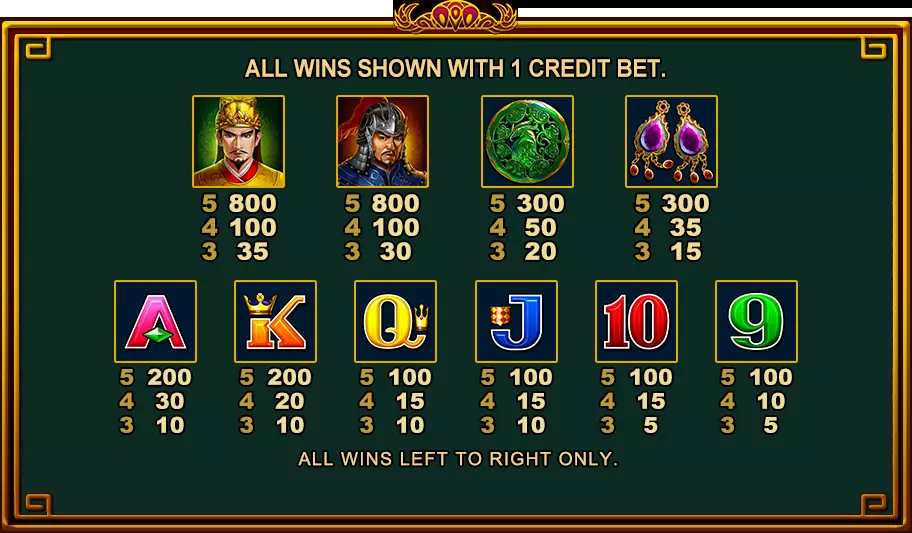 ALL WINS SHOWN WITH 1 CREDIT BET.
5 800 5 800 5 300 5 300
4 100 4 100 4 50 4 35
3 35 3 30 3 20 3 15
A K Q J 10 9
5 200 5 200 5 100 5 100 5 100 5 100
4 30 4 20 4 15 4 15 4 15 4 10
3 10 3 10 3 10 3 10 3 5 3 5
ALL WINS LEFT TO RIGHT ONLY.